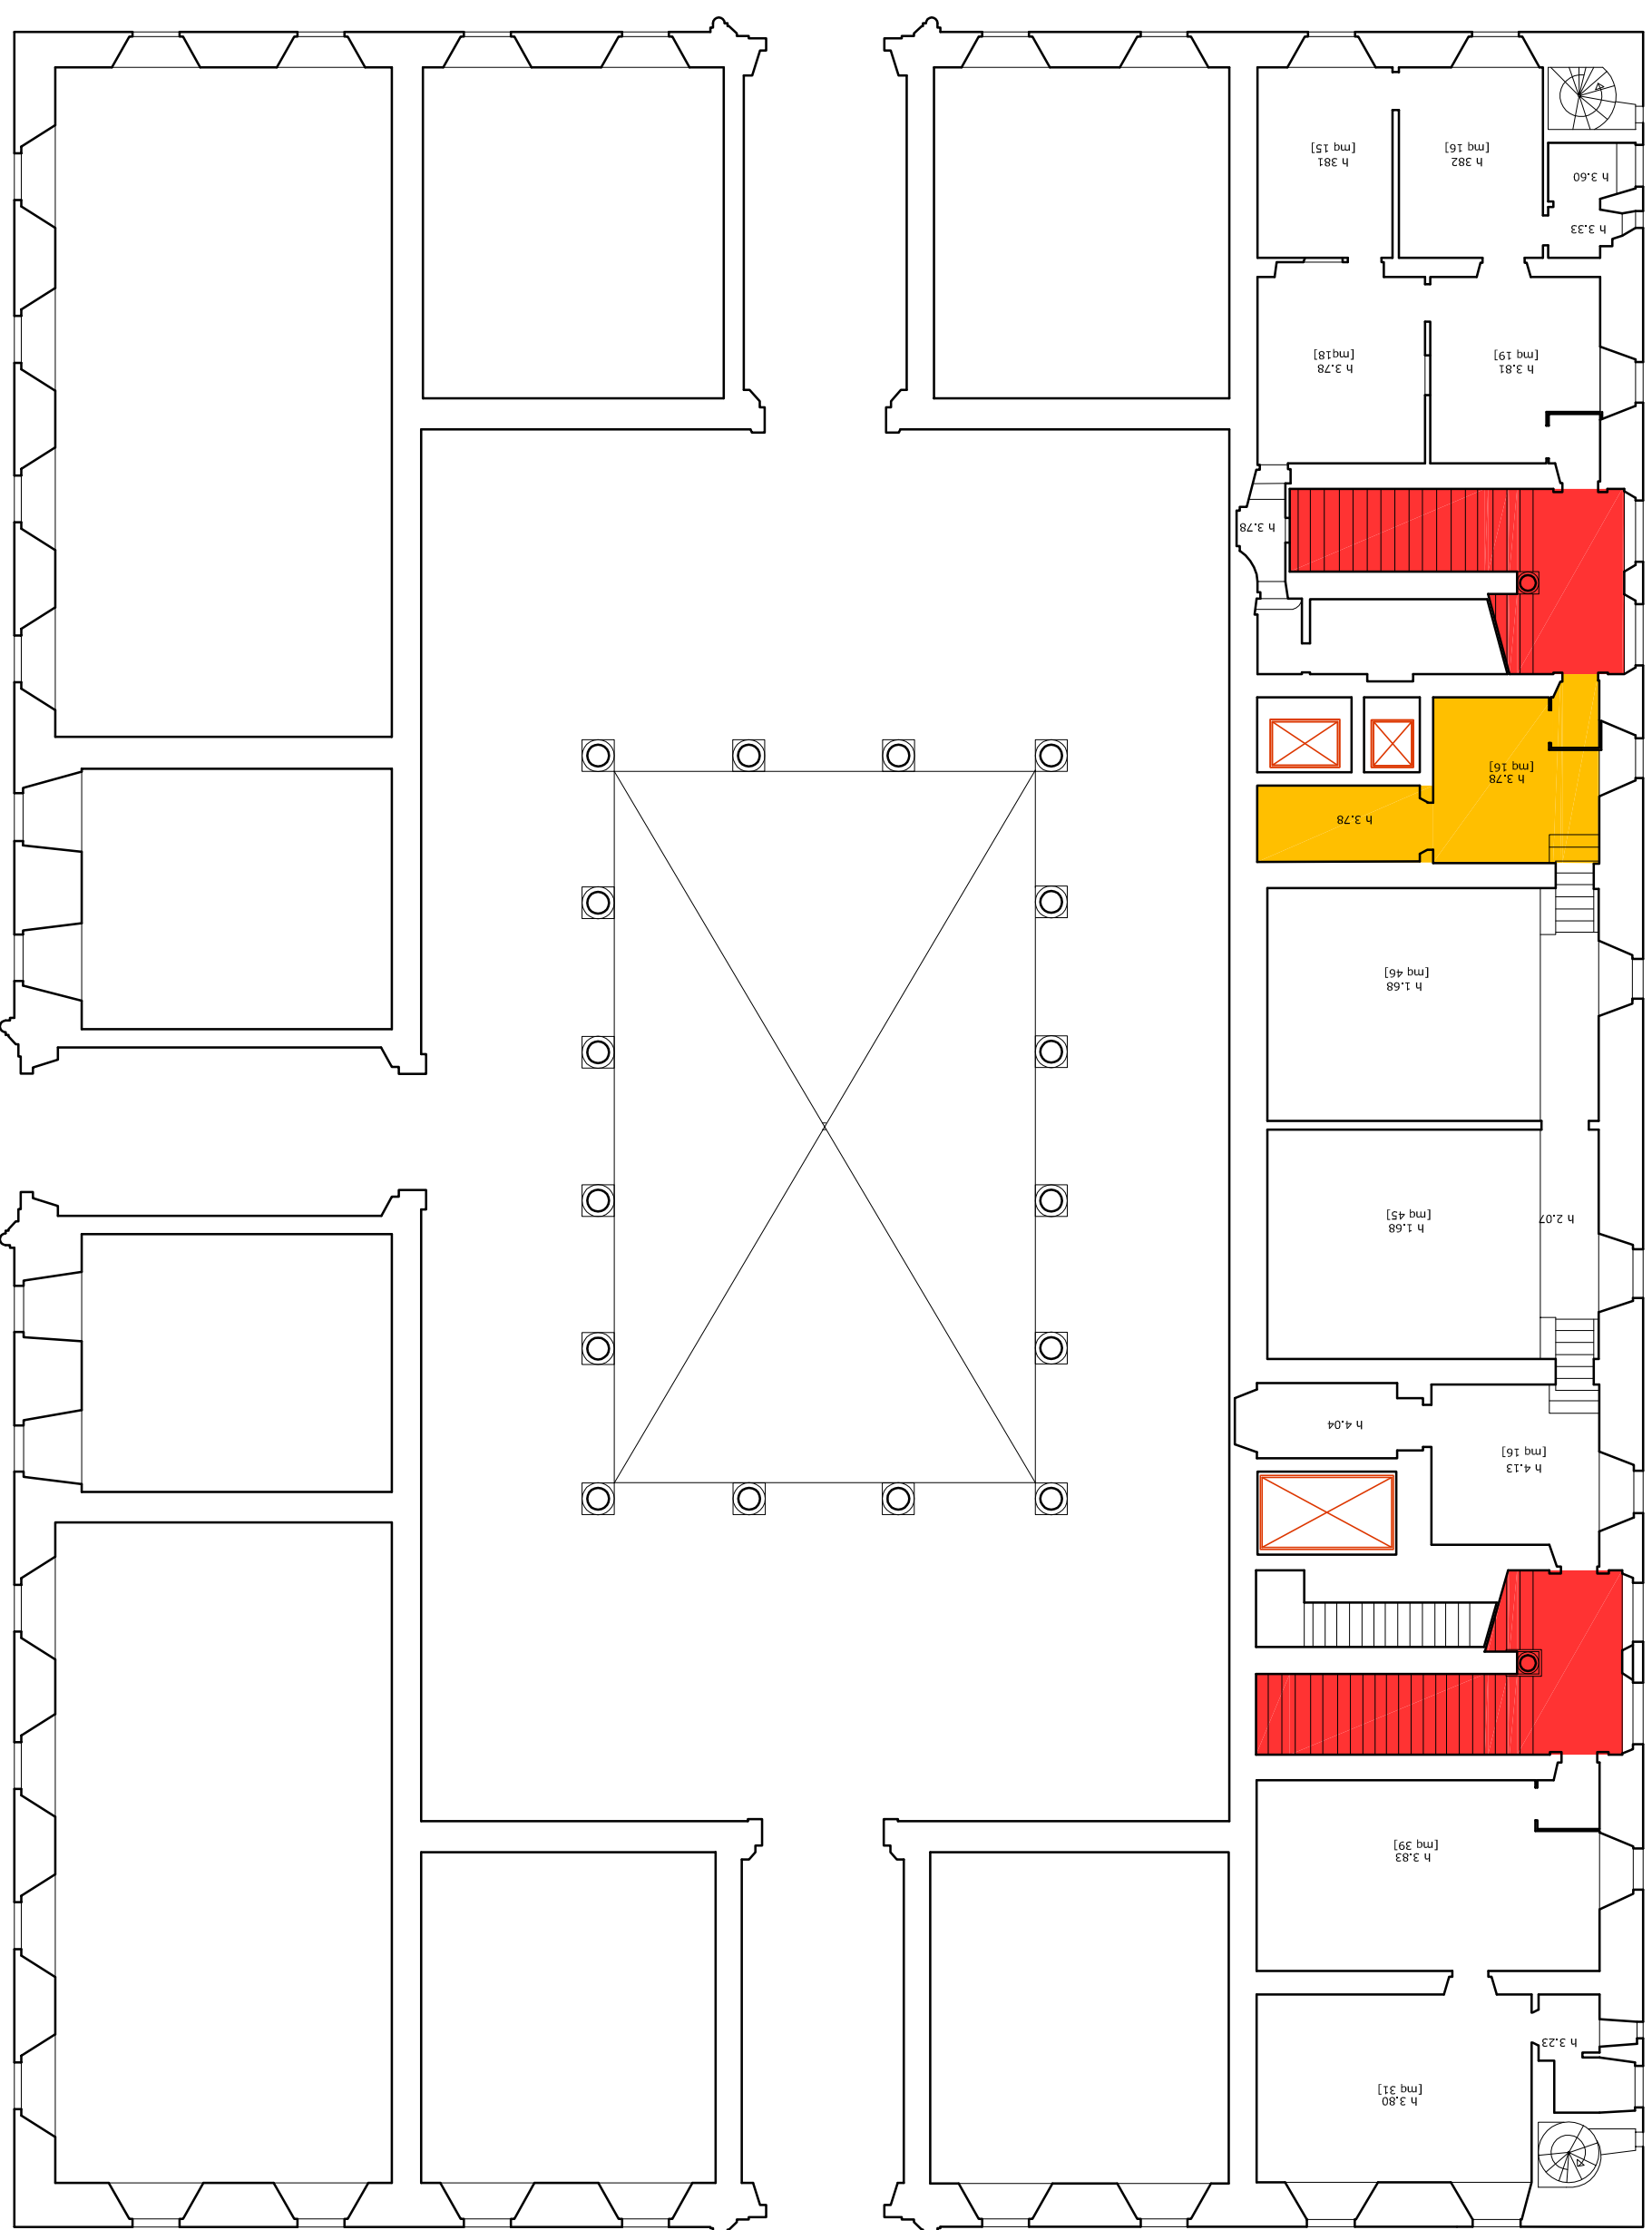 h 3.80
[mq 31]
h 3.23
h 3.83
[mq 39]
h 4.13
[mq 16]
h 4.04
h 1.68
[mq 45]
h 2.07
h 1.68
[mq 46]
h 3.78
h 3.78
[mq 16]
h 3.78
h 3.81
[mq 19]
h 3.78
[mq18]
h 3.33
h 3.60
h 382
[mq 16]
h 381
[mq 15]